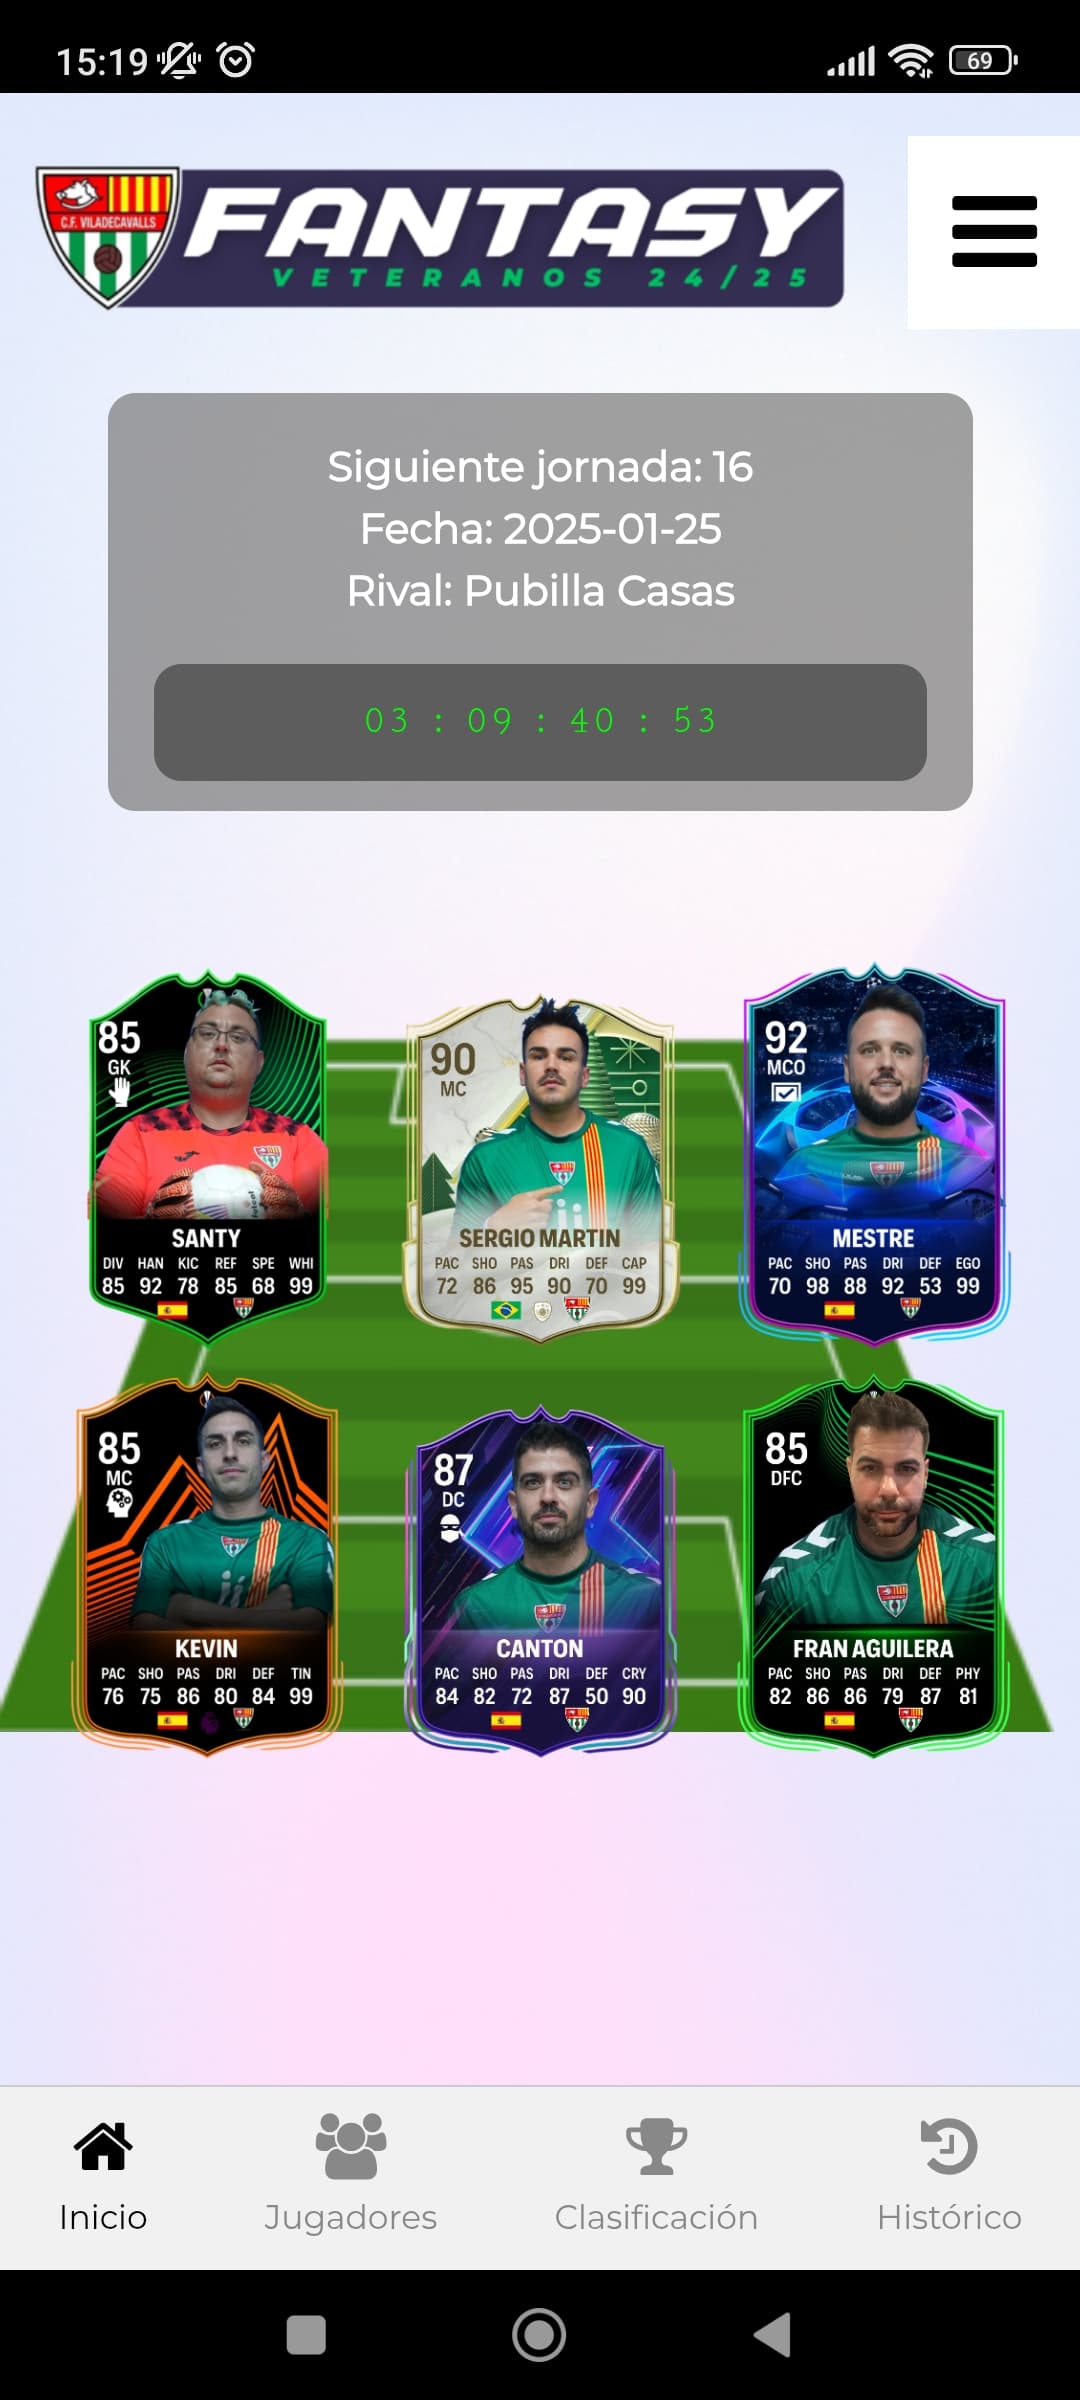 15:19
69
C.F. VILADECAVALLS
FANTASY
VETERANOS 24/25
Siguiente jornada: 16
Fecha: 2025-01-25
Rival: Pubilla Casas
03 : 09 : 40 : 53
85
GK
SANTY
DIV HAN KIC REF SPE WHI
85 92 78 85 68 99
90
MC
SERGIO MARTIN
PAC SHO PAS DRI DEF CAP
72 86 95 90 70 99
92
MCO
MESTRE
PAC SHO PAS DRI DEF EGO
70 98 88 92 53 99
85
MC
KEVIN
PAC SHO PAS DRI DEF TIN
76 75 86 80 84 99
87
DC
CANTON
PAC SHO PAS DRI DEF CRY
84 82 72 87 50 90
85
DFC
FRAN AGUILERA
PAC SHO PAS DRI DEF PHY
82 86 86 79 87 81
Inicio
Jugadores
Clasificación
Histórico